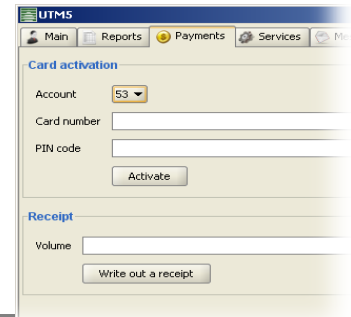 UTM5
Main Reports Payments Services
Card activation
Account 53
Card number
PIN code
Activate
Receipt
Volume
Write out a receipt